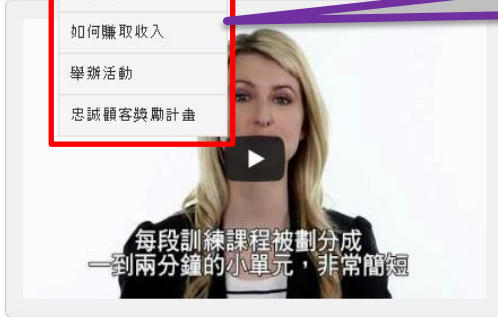 如何賺取收入
舉辦活動
忠誠顧客獎勵計畫
每段訓練課程被劃分成
一到兩分鐘的小單元，非常簡短